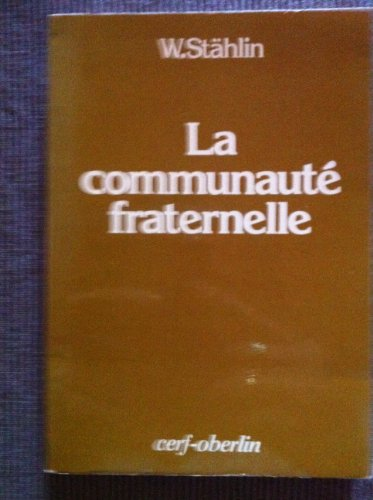 W.Stählin
La
communauté
fraternelle
cerf-oberlin